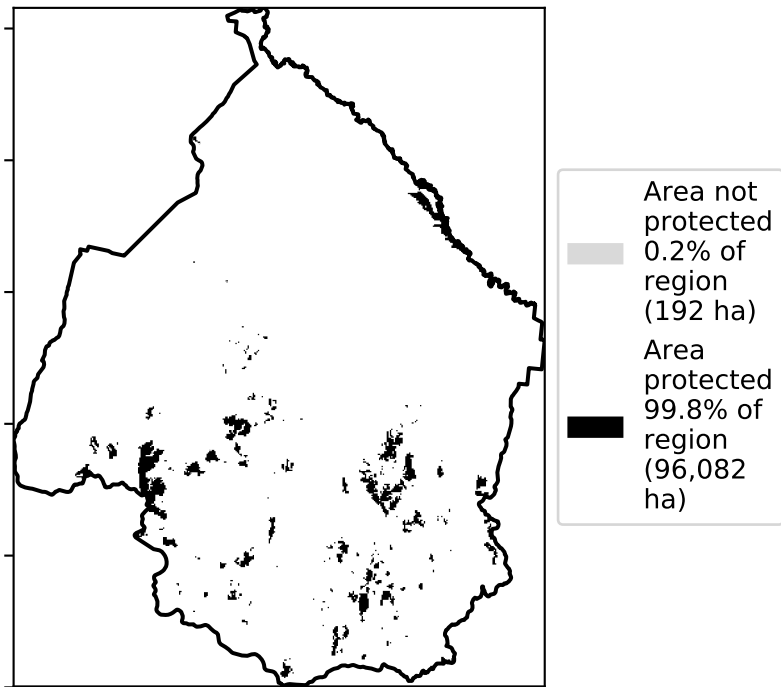 Area not
protected
0.2% of
region
(192 ha)
Area
protected
99.8% of
region
(96,082
ha)